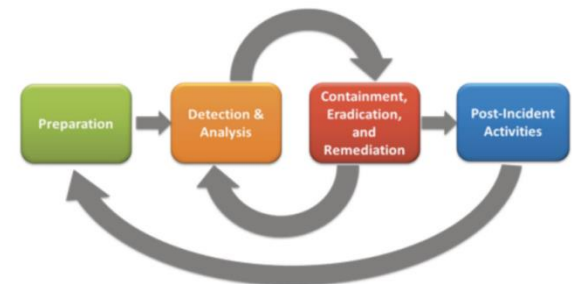 Preparation
Detection &
Analysis
Containment,
Eradication,
and
Remediation
Post-Incident
Activities